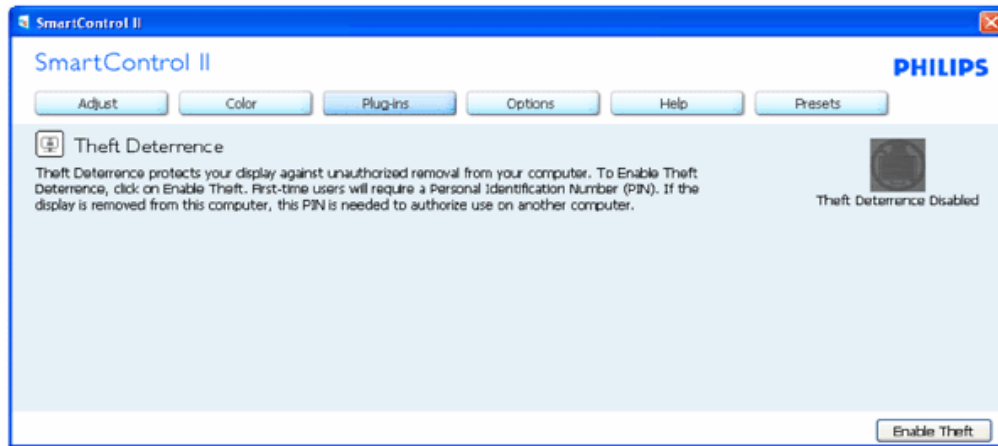 SmartControl II
SmartControl II
PHILIPS
Adjust Color Plug-ins Options Help Presets
Theft Deterrence
Theft Deterrence protects your display against unauthorized removal from your computer. To Enable Theft
Deterrence, click on Enable Theft. First-time users will require a Personal Identification Number (PIN). If the
display is removed from this computer, this PIN is needed to authorize use on another computer.
Theft Deterrence Disabled
Enable Theft